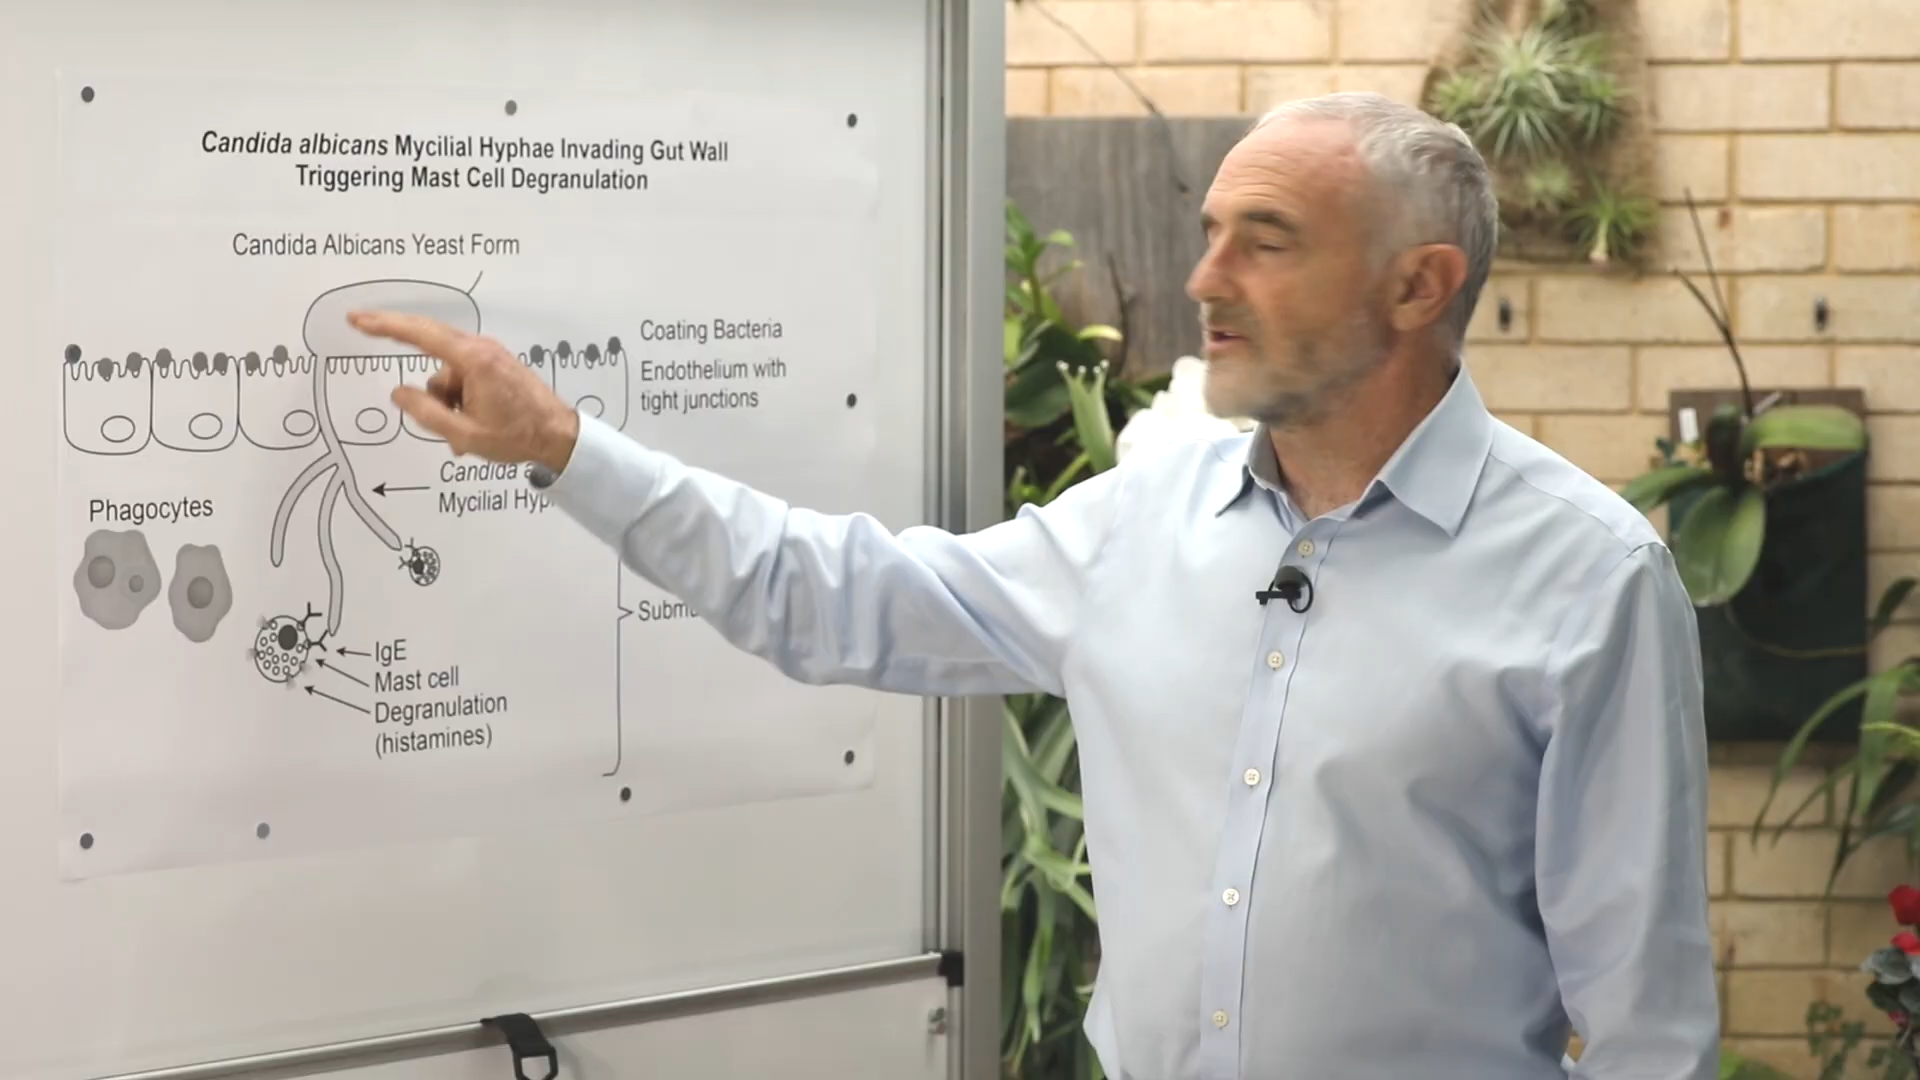 Candida albicans Mycilial Hyphae Invading Gut Wall
Triggering Mast Cell Degranulation
Candida Albicans Yeast Form
Coating Bacteria
Endothelium with
tight junctions
Candida
Mycilial
Phagocytes
IgE
Mast cell
Degranulation
(histamines)